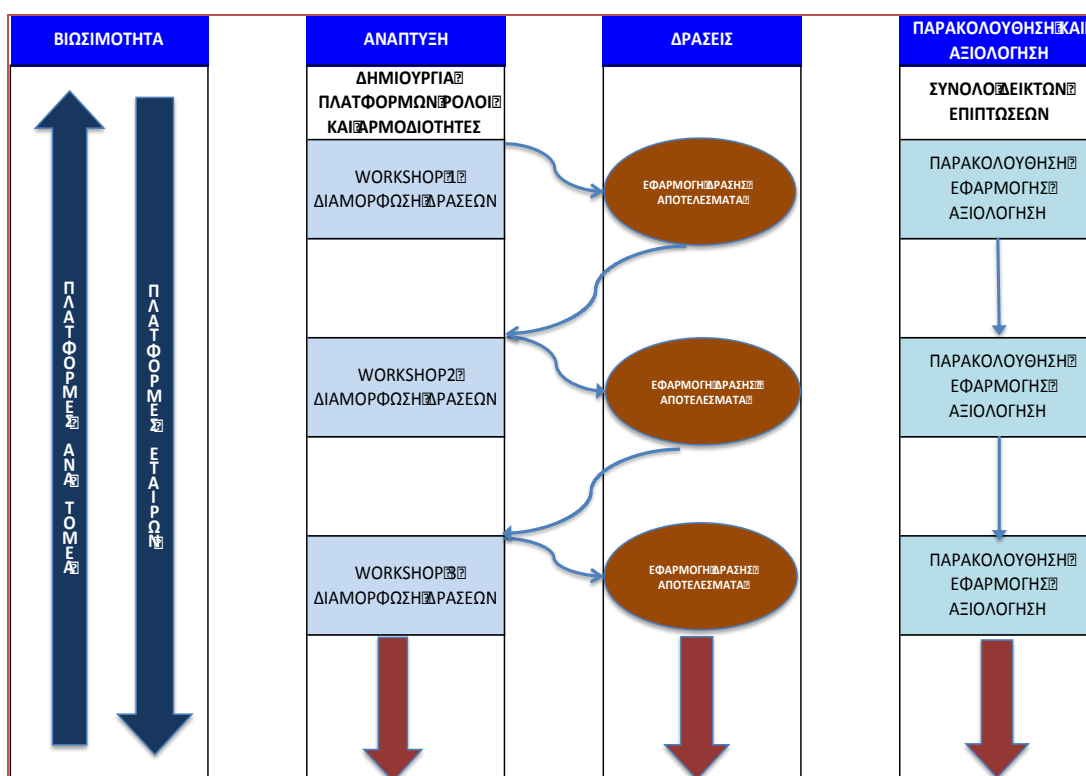 ΒΙΩΣΙΜΟΤΗΤΑ
ΠΛΑΤΦΟΡΜΕΣ ΑΝΑ ΤΟΜΕΑ
ΠΛΑΤΦΟΡΜΕΣ ΕΤΑΙΡΩΝ
ΑΝΑΠΤΥΞΗ
ΔΗΜΙΟΥΡΓΙΑ
ΠΛΑΤΦΟΡΜΩΝ ΡΟΛΟΙ
ΚΑΙ ΑΡΜΟΔΙΟΤΗΤΕΣ
WORKSHOP 1
ΔΙΑΜΟΡΦΩΣΗ ΔΡΑΣΕΩΝ
WORKSHOP2
ΔΙΑΜΟΡΦΩΣΗ ΔΡΑΣΕΩΝ
WORKSHOP 3
ΔΙΑΜΟΡΦΩΣΗ ΔΡΑΣΕΩΝ
ΔΡΑΣΕΙΣ
ΕΦΑΡΜΟΓΗ ΔΡΑΣΗΣ
ΑΠΟΤΕΛΕΣΜΑΤΑ
ΕΦΑΡΜΟΓΗ ΔΡΑΣΗΣ
ΑΠΟΤΕΛΕΣΜΑΤΑ
ΕΦΑΡΜΟΓΗ ΔΡΑΣΗΣ
ΑΠΟΤΕΛΕΣΜΑΤΑ
ΠΑΡΑΚΟΛΟΥΘΗΣΗ ΚΑΙ
ΑΞΙΟΛΟΓΗΣΗ
ΣΥΝΟΛΟ ΔΕΙΚΤΩΝ
ΕΠΙΠΤΩΣΕΩΝ
ΠΑΡΑΚΟΛΟΥΘΗΣΗ
ΕΦΑΡΜΟΓΗΣ
ΑΞΙΟΛΟΓΗΣΗ
ΠΑΡΑΚΟΛΟΥΘΗΣΗ
ΕΦΑΡΜΟΓΗΣ
ΑΞΙΟΛΟΓΗΣΗ
ΠΑΡΑΚΟΛΟΥΘΗΣΗ
ΕΦΑΡΜΟΓΗΣ
ΑΞΙΟΛΟΓΗΣΗ